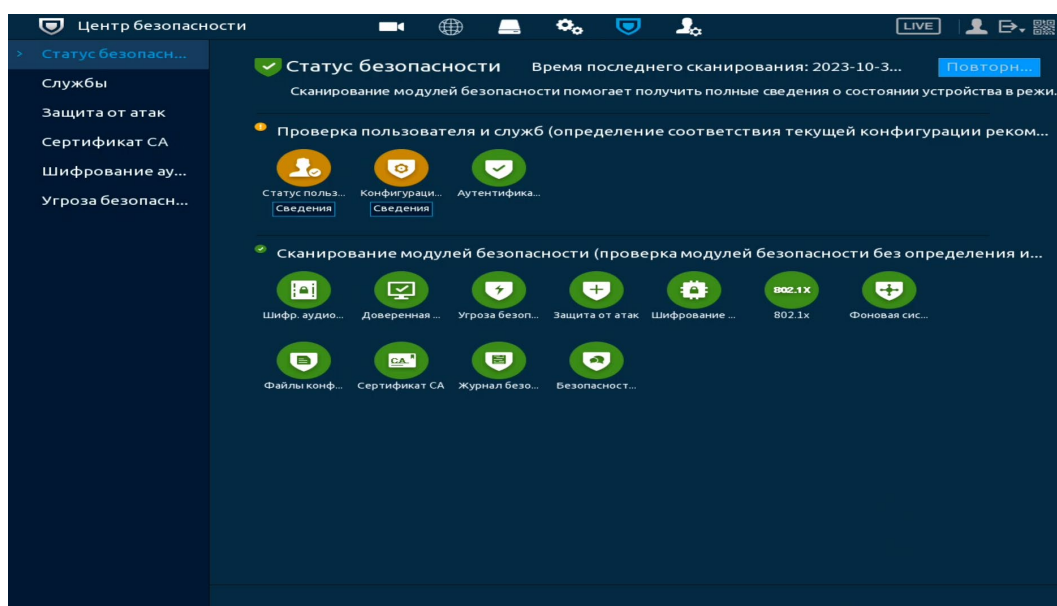 Центр безопасности
LIVE
Статус безопасн...
Службы
Защита от атак
Сертификат CA
Шифрование ау...
Угроза безопасн...
Статус безопасности Время последнего сканирования: 2023-10-3... Повторн...
Сканирование модулей безопасности помогает получить полные сведения о состоянии устройства в режи.
Проверка пользователя и служб (определение соответствия текущей конфигурации реком...
Статус польз... Конфигураци... Аутентифика...
Сведения Сведения
Сканирование модулей безопасности (проверка модулей безопасности без определения и...
802.1X
Шифр. аудио... Доверенная ... Угроза безоп... Защита от атак Шифрование ... 802.1x Фоновая сис...
CA
Файлы конф... Сертификат CA Журнал безо... Безопасност...